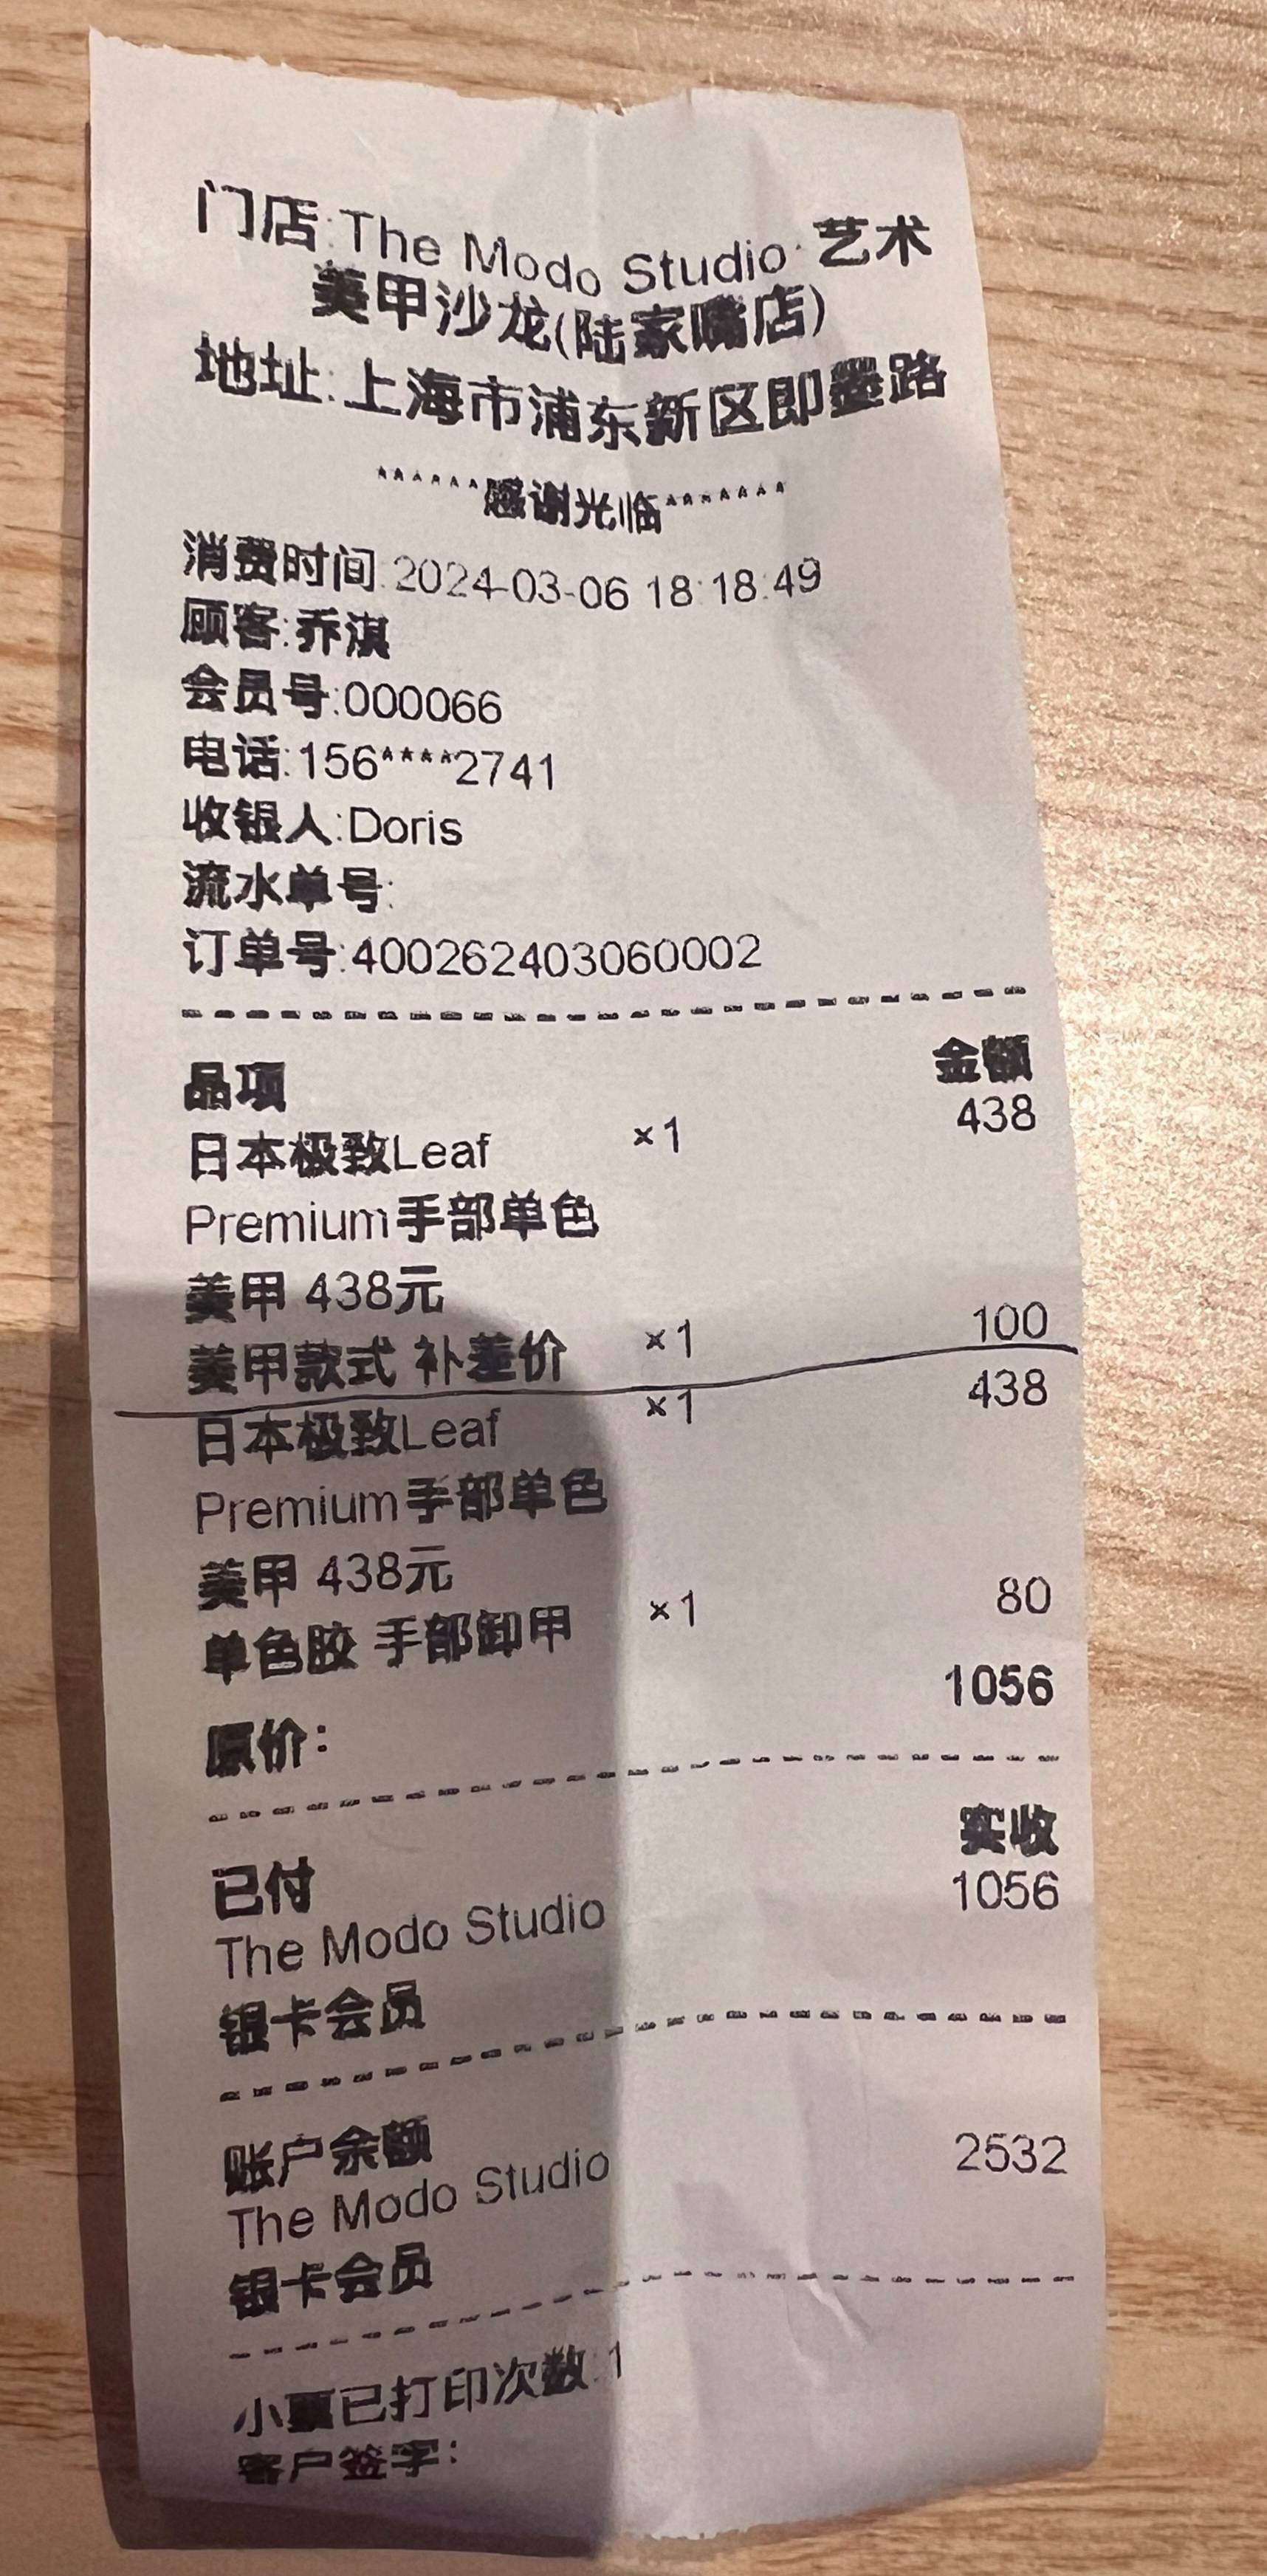 门店:The Modo Studio·艺术
美甲沙龙(陆家嘴店)
地址:上海市浦东新区即墨路
*******感谢光临*******
消费时间:2024-03-06 18:18:49
顾客:乔淇
会员号:000066
电话:156****2741
收银人:Doris
流水单号:
订单号:400262403060002
品项 金额
日本极致Leaf ×1 438
Premium手部单色
美甲 438元
美甲款式 补差价 ×1 100
日本极致Leaf ×1 438
Premium手部单色
美甲 438元
单色胶 手部卸甲 ×1 80
原价: 1056
已付 实收
The Modo Studio 1056
银卡会员
账户余额
The Modo Studio 2532
银卡会员
小票已打印次数:1
客户签字: